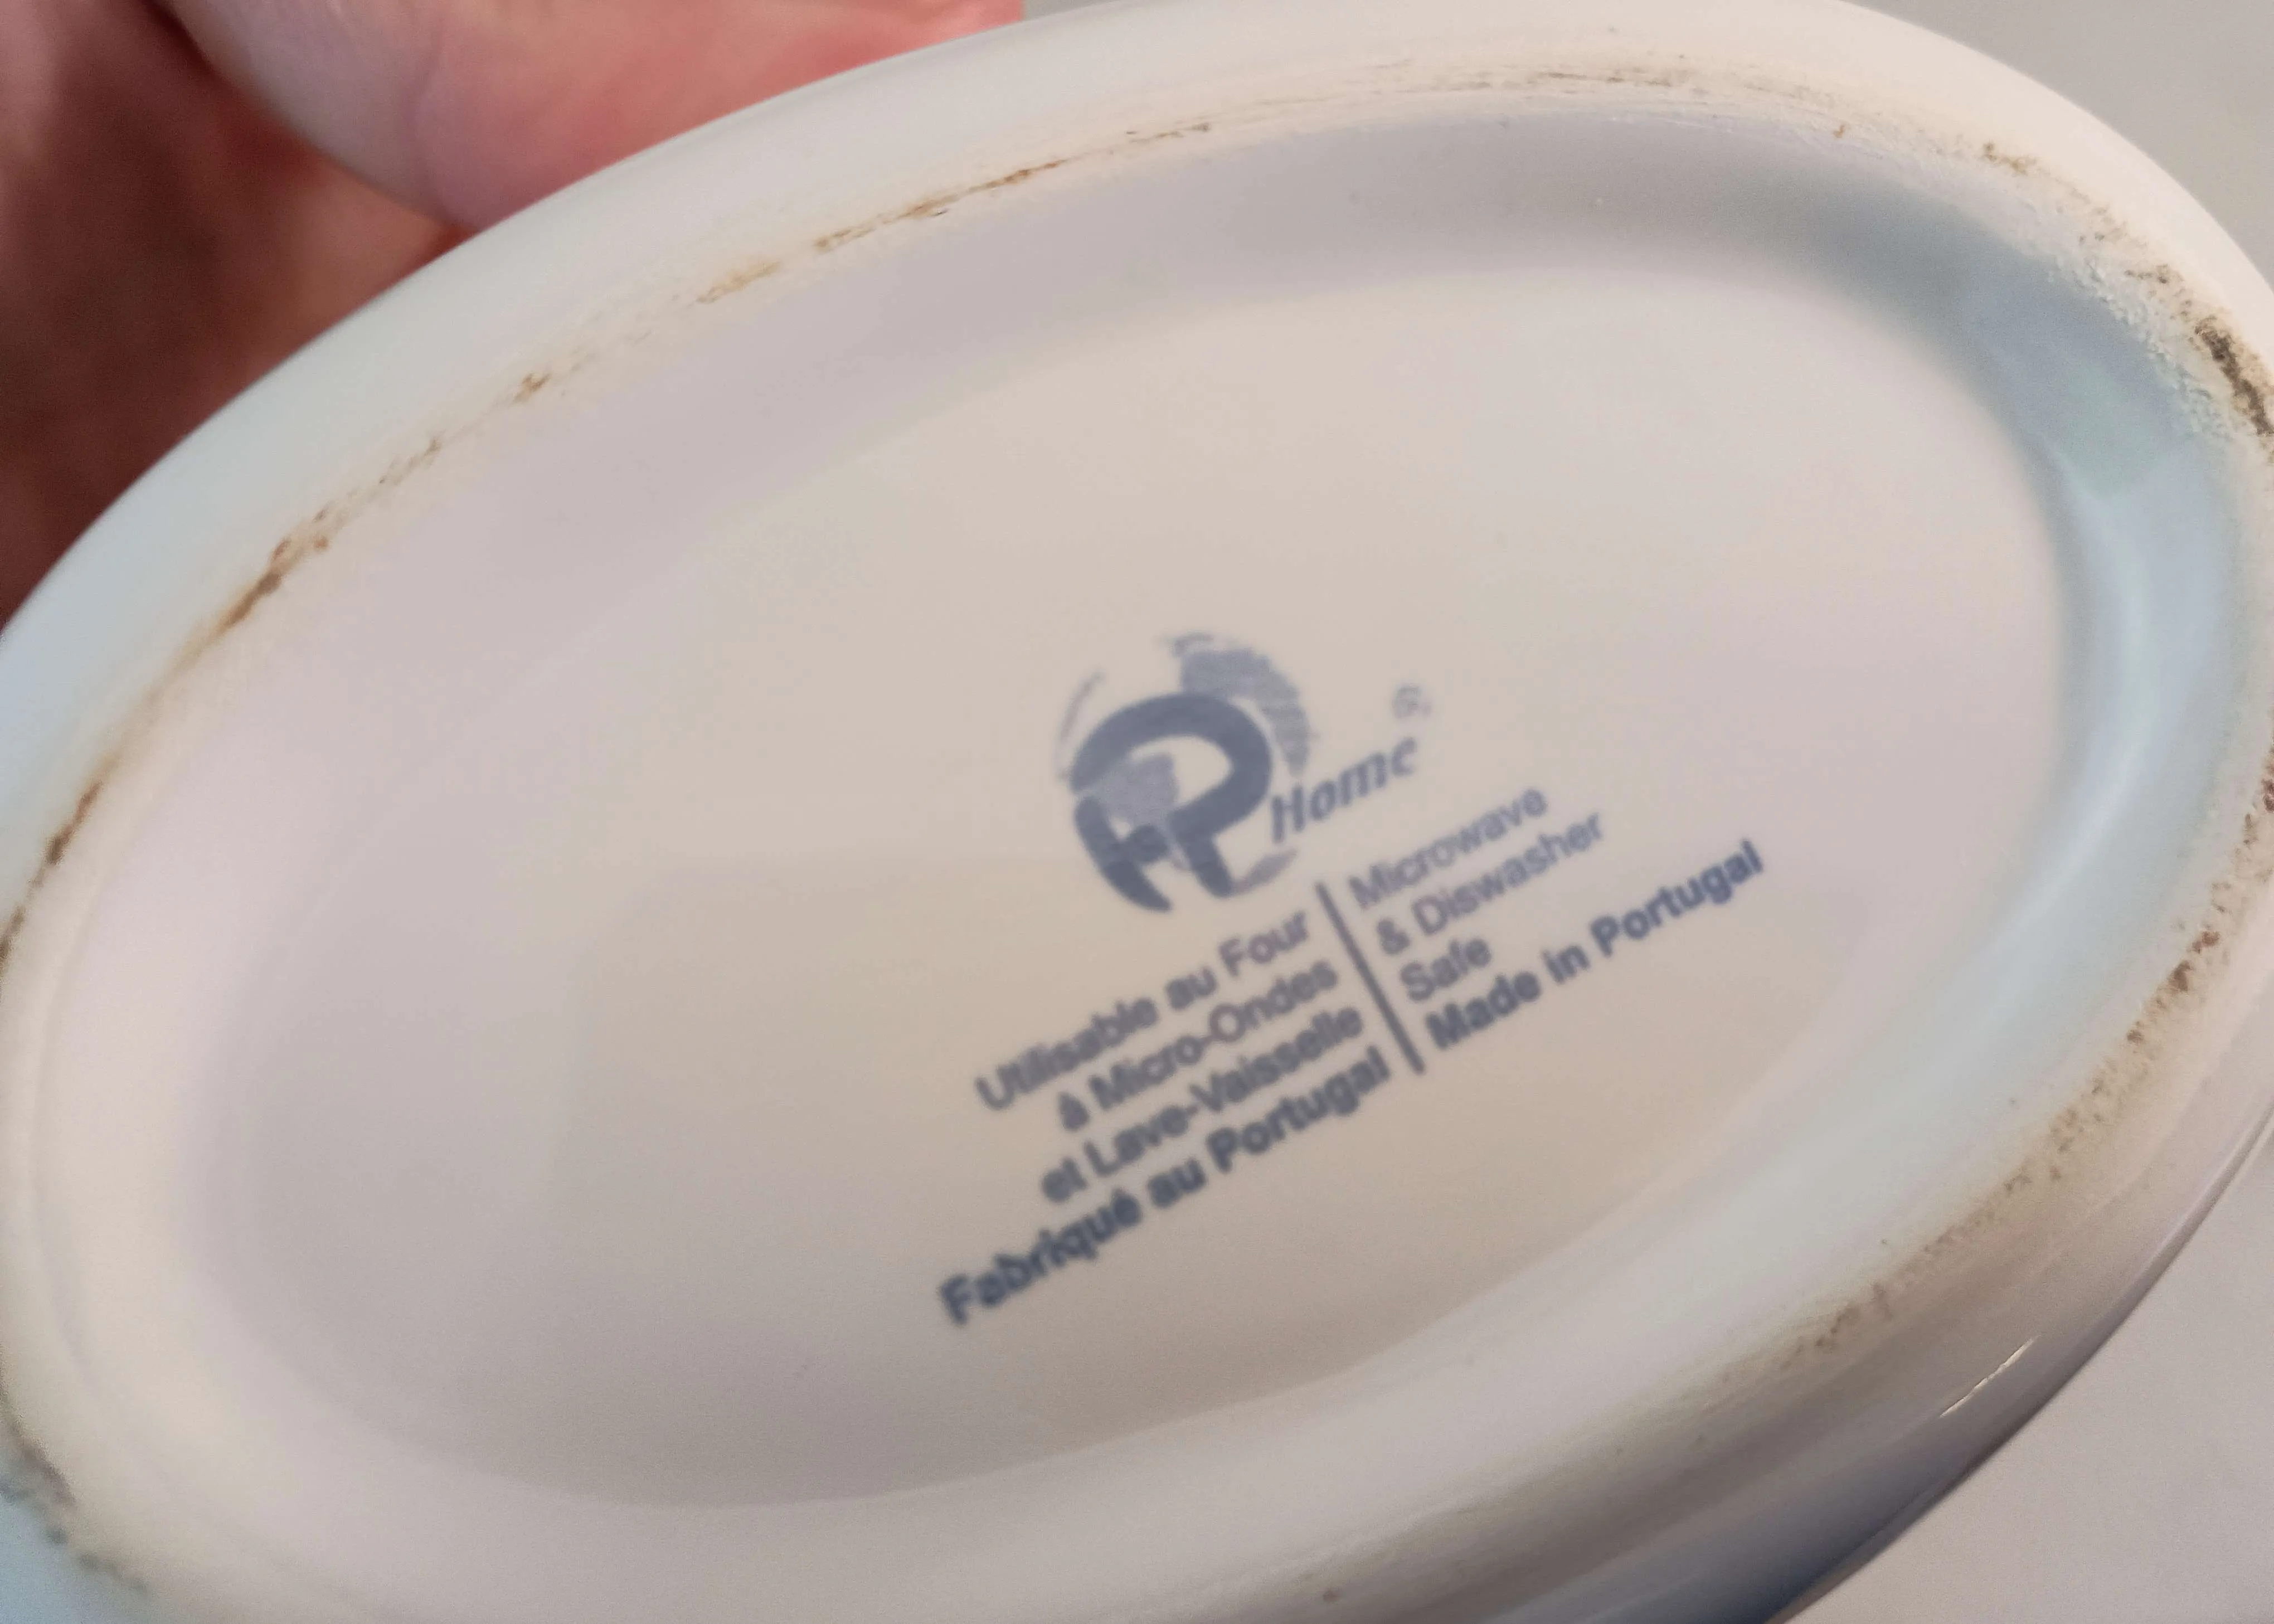 Home ®
Utilisable au Four
à Micro-Ondes
et Lave-Vaisselle
Fabriqué au Portugal
Microwave
& Diswasher
Safe
Made in Portugal